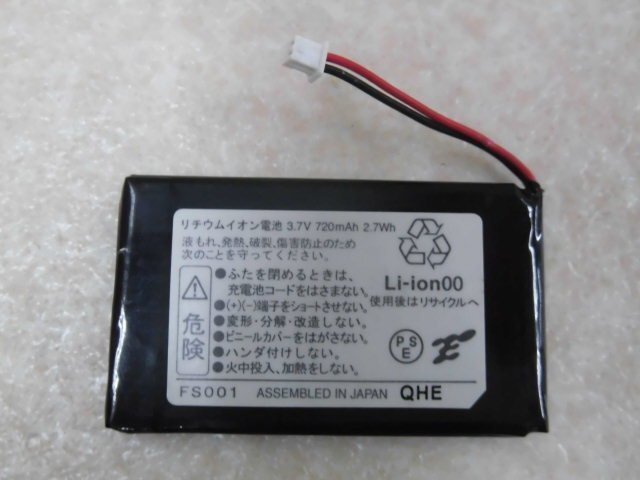 リチウムイオン電池 3.7V 720mAh 2.7Wh
液もれ、発熱、破裂、傷害防止のため
次のことを守ってください。
危険
●ふたを閉めるときは、
充電池コードをはさまない。
●(+)(-)端子をショートさせない。
●変形・分解・改造しない。
●ビニールカバーをはがさない。
●ハンダ付けしない。
●火中投入、加熱をしない。
Li-ion00
使用後はリサイクルへ
PSE
FS001 ASSEMBLED IN JAPAN QHE